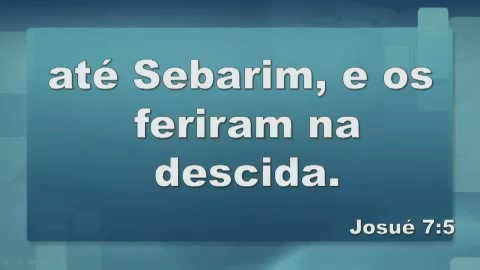 até Sebarim, e os
feriram na
descida.
Josué 7:5